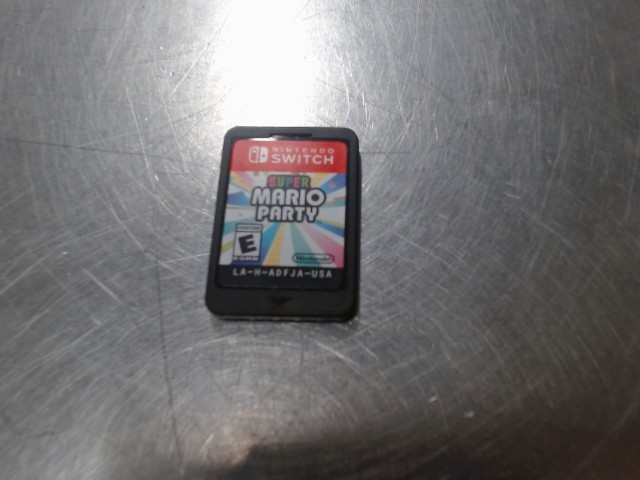 NINTENDO
SWITCH
SUPER
MARIO
PARTY
E
Nintendo
LA-H-ADFJA-USA